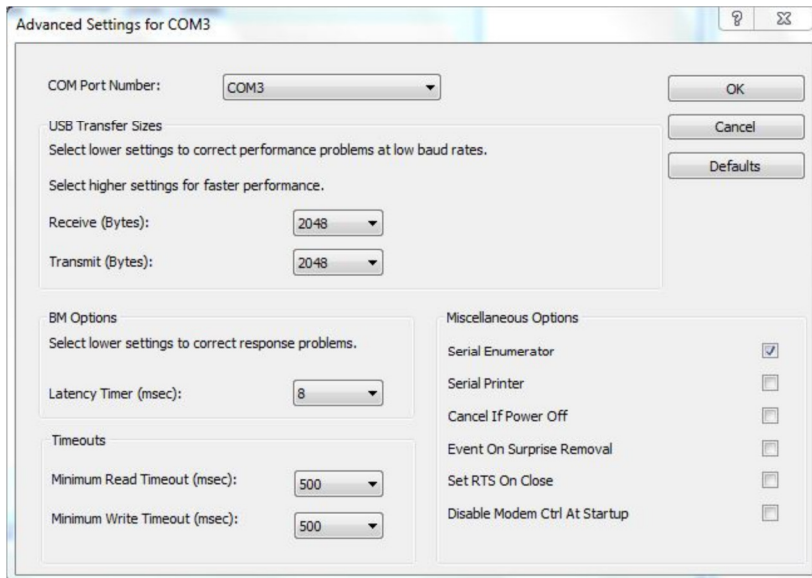 Advanced Settings for COM3
?
COM Port Number: COM3
OK
Cancel
Defaults
USB Transfer Sizes
Select lower settings to correct performance problems at low baud rates.
Select higher settings for faster performance.
Receive (Bytes): 2048
Transmit (Bytes): 2048
BM Options
Select lower settings to correct response problems.
Latency Timer (msec): 8
Timeouts
Minimum Read Timeout (msec): 500
Minimum Write Timeout (msec): 500
Miscellaneous Options
Serial Enumerator
Serial Printer
Cancel If Power Off
Event On Surprise Removal
Set RTS On Close
Disable Modem Ctrl At Startup